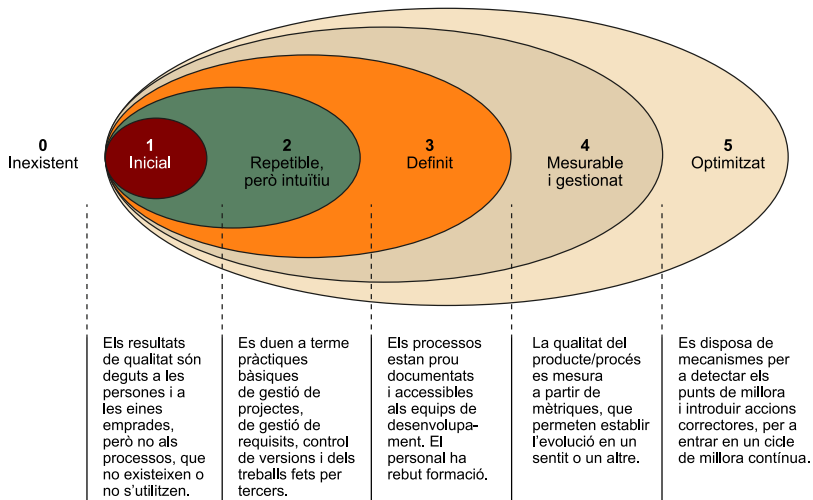 0
Inexistent
1
Inicial
2
Repetible,
però intuïtiu
3
Definit
4
Mesurable
i gestionat
5
Optimitzat
Els resultats
de qualitat són
deguts a les
persones i a
les eines
emprades,
però no als
processos, que
no existeixen o
no s’utilitzen.
Es duen a terme
pràctiques
bàsiques
de gestió de
projectes,
de gestió de
requisits, control
de versions i dels
treballs fets per
tercers.
Els processos
estan prou
documentats
i accessibles
als equips de
desenvolupa-
ment. El
personal ha
rebut formació.
La qualitat del
producte/procés
es mesura
a partir de
mètriques, que
permeten establir
l’evolució en un
sentit o un altre.
Es disposa de
mecanismes per
a detectar els
punts de millora
i introduir accions
correctores, per a
entrar en un cicle
de millora contínua.